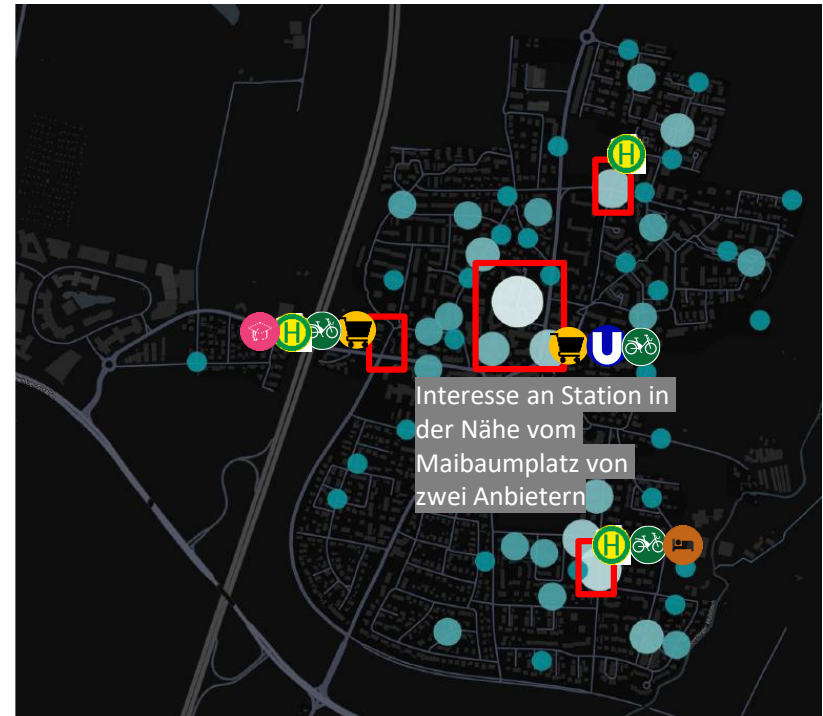 H
H
U
Interesse an Station in
der Nähe vom
Maibaumplatz von
zwei Anbietern
H